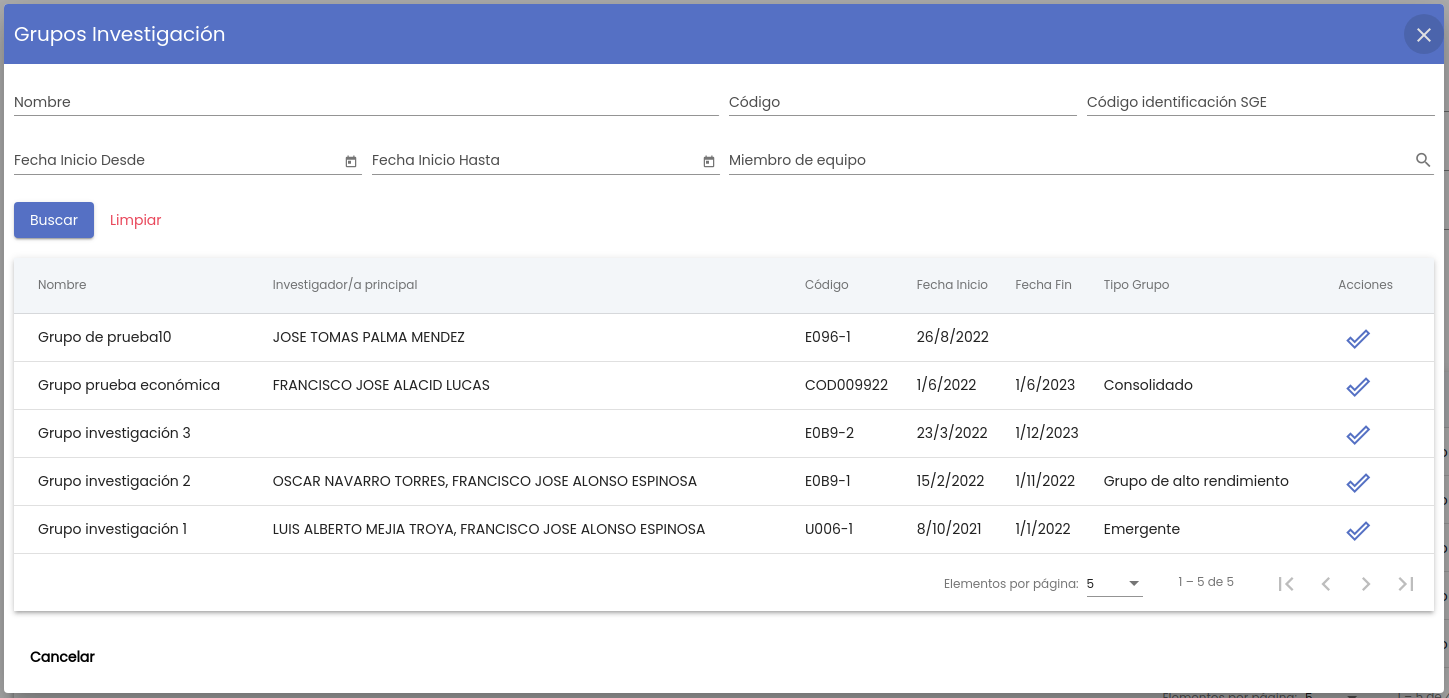 Grupos Investigación
Nombre Código Código identificación SGE
Fecha Inicio Desde Fecha Inicio Hasta Miembro de equipo
Buscar Limpiar
Nombre Investigador/a principal Código Fecha Inicio Fecha Fin Tipo Grupo Acciones
Grupo de prueba10 JOSE TOMAS PALMA MENDEZ E096-1 26/8/2022
Grupo prueba económica FRANCISCO JOSE ALACID LUCAS COD009922 1/6/2022 1/6/2023 Consolidado
Grupo investigación 3 E0B9-2 23/3/2022 1/12/2023
Grupo investigación 2 OSCAR NAVARRO TORRES, FRANCISCO JOSE ALONSO ESPINOSA E0B9-1 15/2/2022 1/11/2022 Grupo de alto rendimiento
Grupo investigación 1 LUIS ALBERTO MEJIA TROYA, FRANCISCO JOSE ALONSO ESPINOSA U006-1 8/10/2021 1/1/2022 Emergente
Elementos por página: 5 1 – 5 de 5
Cancelar